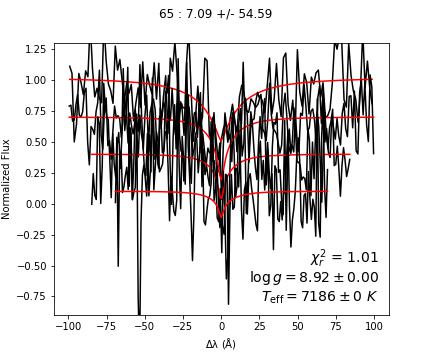 65 : 7.09 +/- 54.59
1.25
1.00
0.75
0.50
0.25
0.00
−0.25
−0.50
−0.75
Normalized Flux
χ²ᵣ = 1.01
log g = 8.92 ± 0.00
T_eff = 7186 ± 0 K
−100 −75 −50 −25 0 25 50 75 100
Δλ (Å)